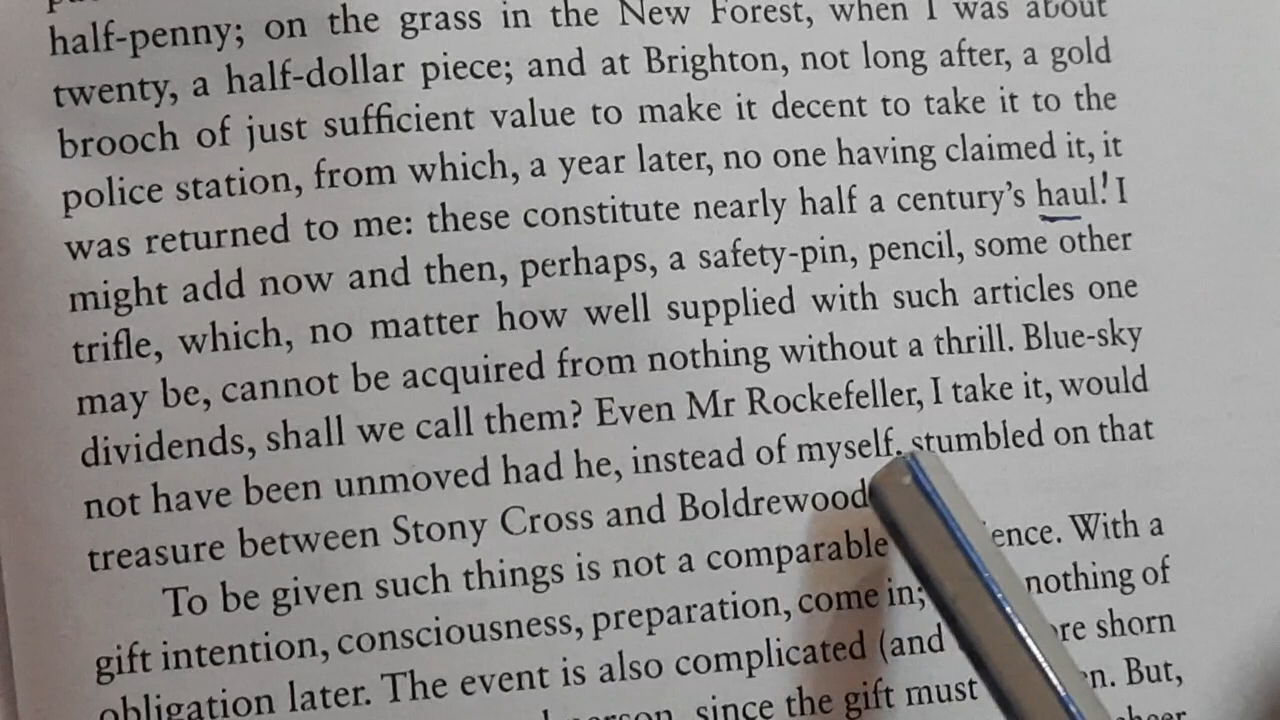 half-penny; on the grass in the New Forest, when I was about
twenty, a half-dollar piece; and at Brighton, not long after, a gold
brooch of just sufficient value to make it decent to take it to the
police station, from which, a year later, no one having claimed it, it
was returned to me: these constitute nearly half a century's haul! I
might add now and then, perhaps, a safety-pin, pencil, some other
trifle, which, no matter how well supplied with such articles one
may be, cannot be acquired from nothing without a thrill. Blue-sky
dividends, shall we call them? Even Mr Rockefeller, I take it, would
not have been unmoved had he, instead of myself, stumbled on that
treasure between Stony Cross and Boldrewood
To be given such things is not a comparable With a
gift intention, consciousness, preparation, come in; nothing of
obligation later. The event is also complicated (and shorn
since the gift must But,